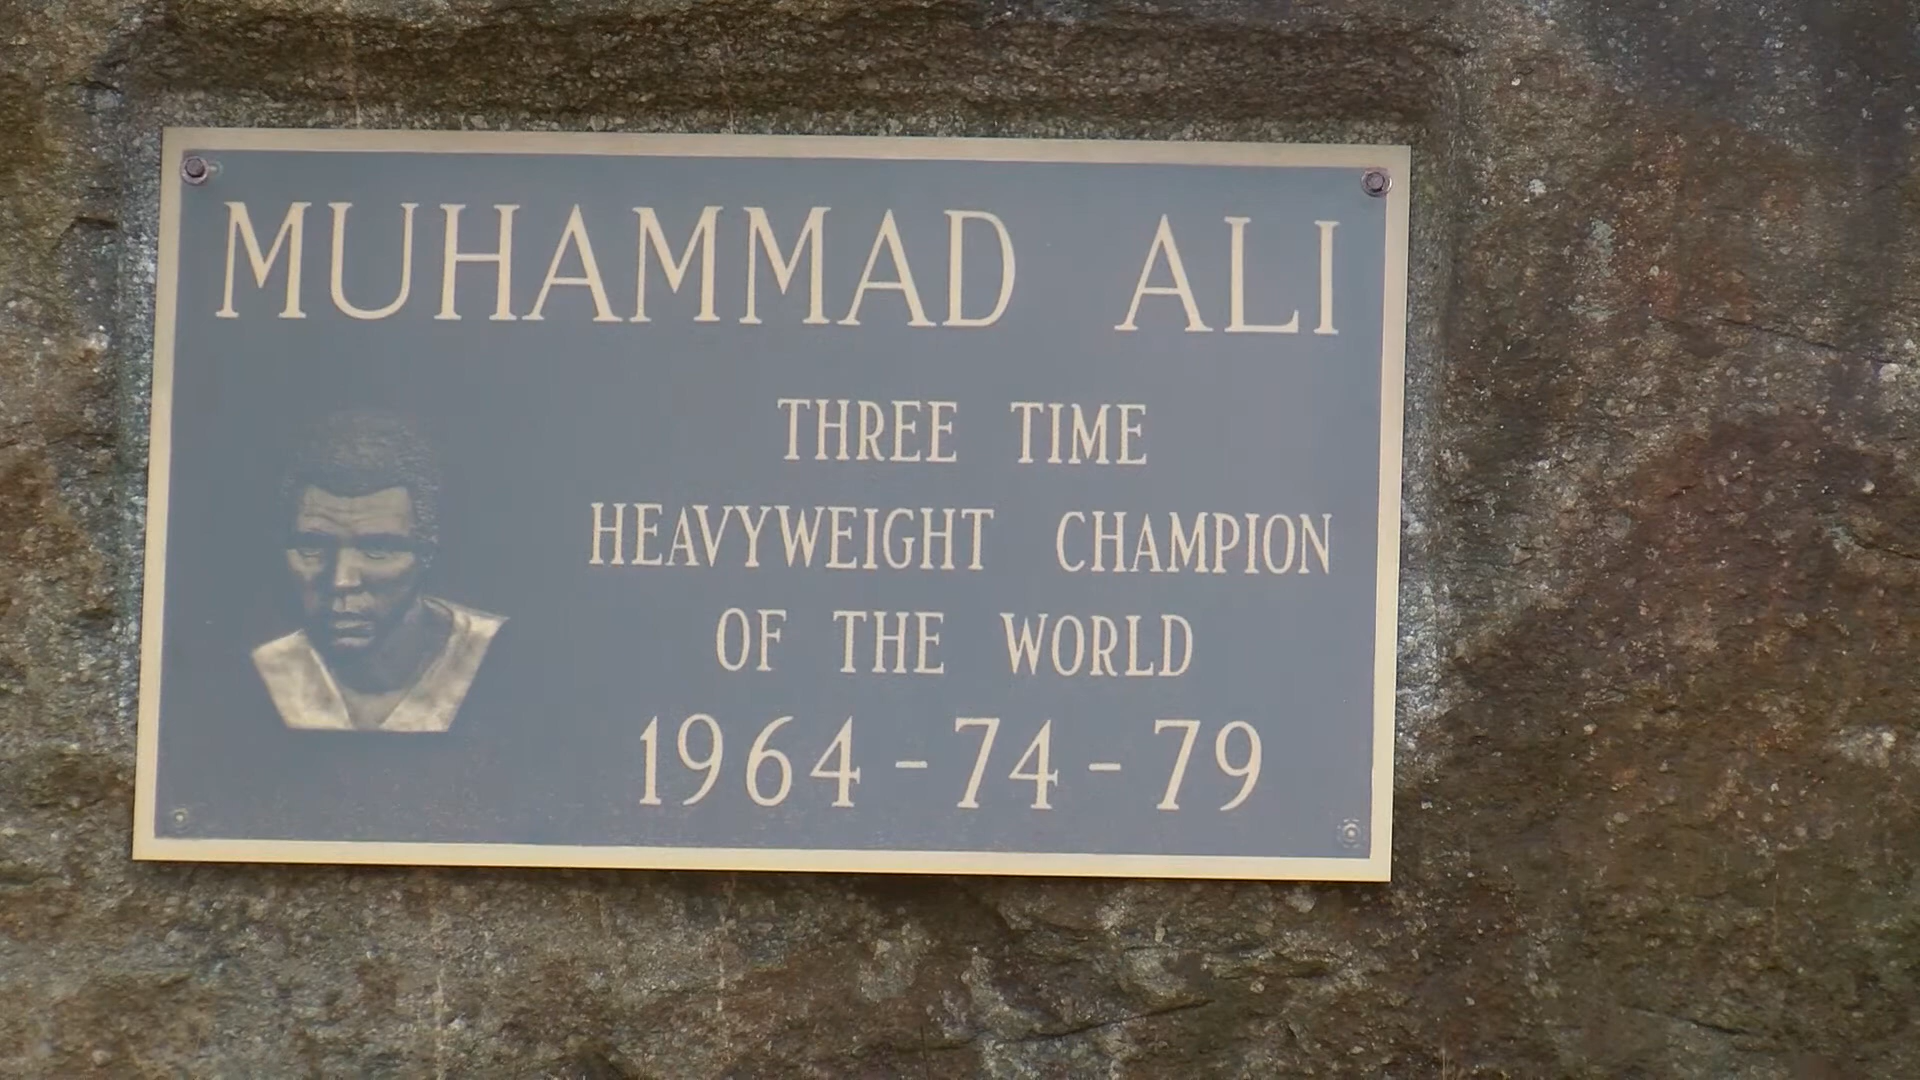 MUHAMMAD ALI
THREE TIME
HEAVYWEIGHT CHAMPION
OF THE WORLD
1964-74-79